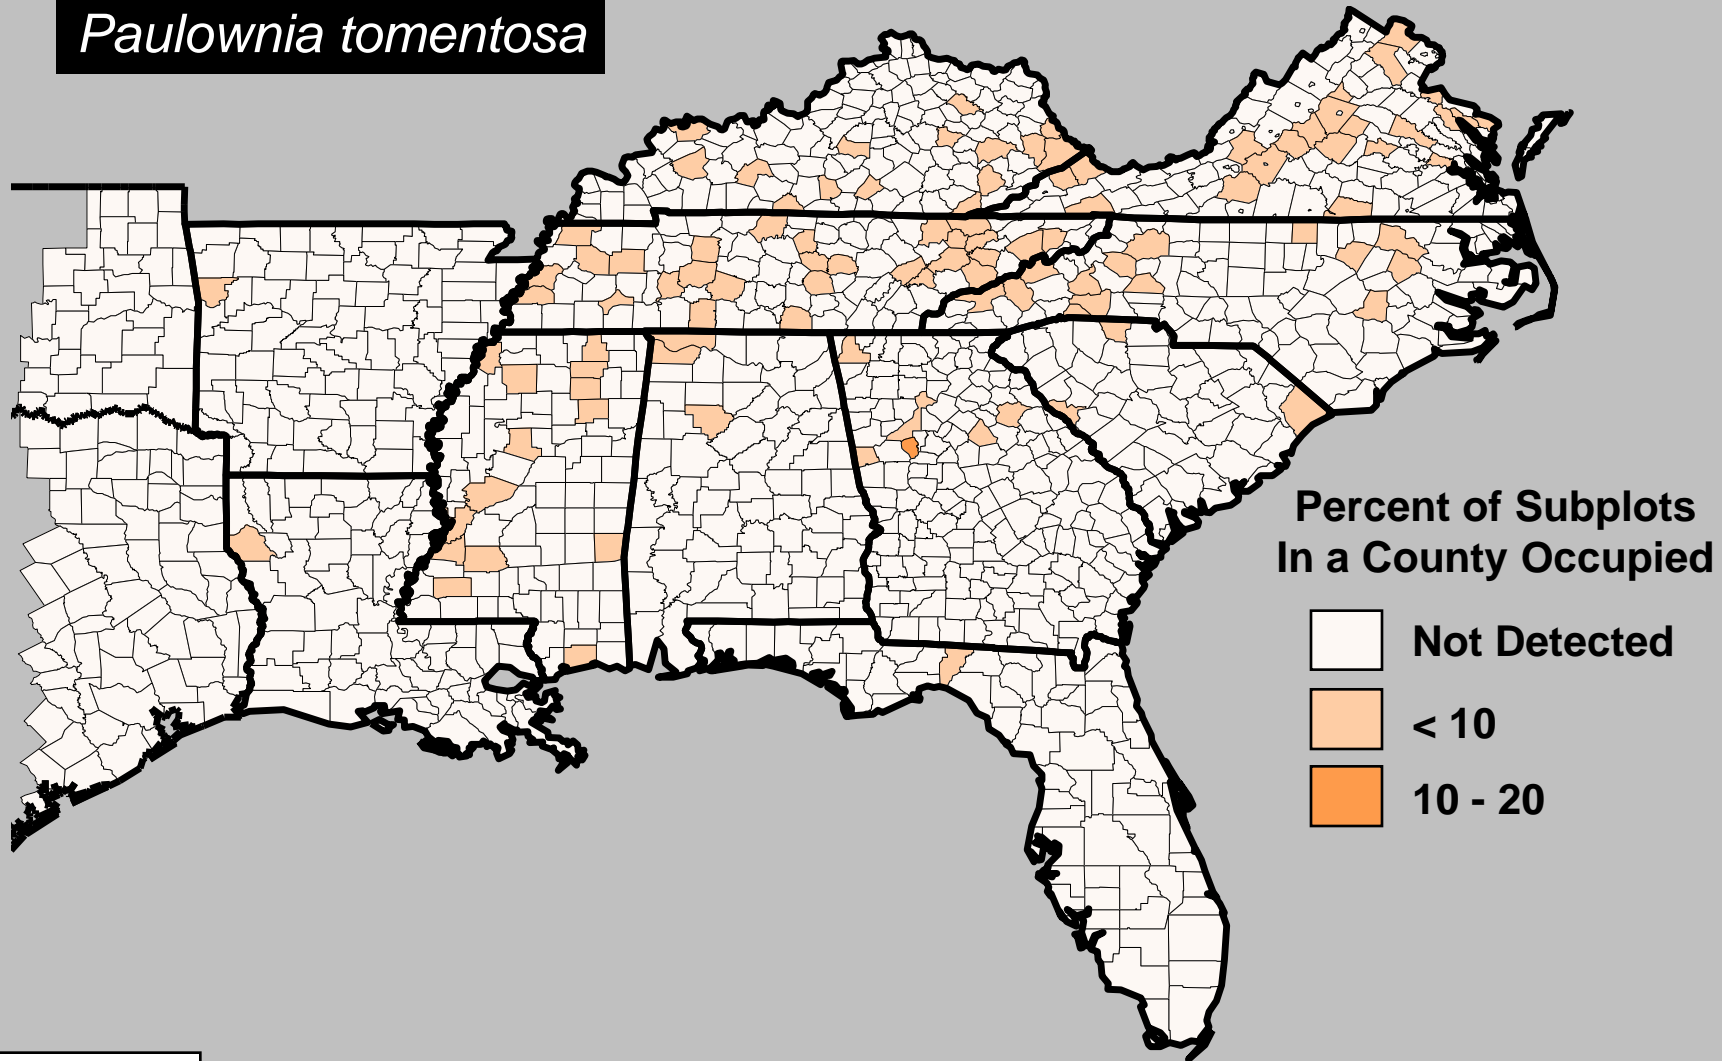 Paulownia tomentosa
Percent of Subplots
In a County Occupied
Not Detected
< 10
10 - 20